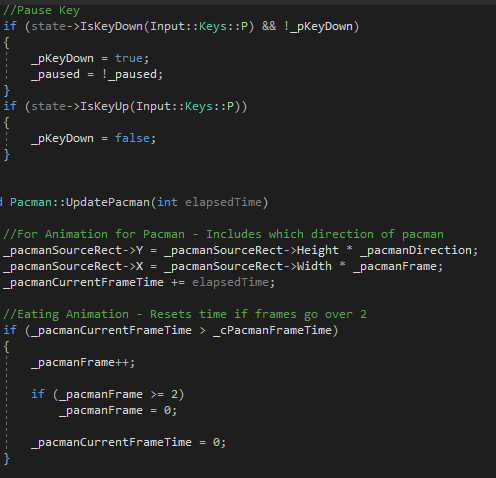 //Pause Key
if (state->IsKeyDown(Input::Keys::P) && !_pKeyDown)
{
_pKeyDown = true;
_paused = !_paused;
}
if (state->IsKeyUp(Input::Keys::P))
{
_pKeyDown = false;
}
d Pacman::UpdatePacman(int elapsedTime)
//For Animation for Pacman - Includes which direction of pacman
_pacmanSourceRect->Y = _pacmanSourceRect->Height * _pacmanDirection;
_pacmanSourceRect->X = _pacmanSourceRect->Width * _pacmanFrame;
_pacmanCurrentFrameTime += elapsedTime;
//Eating Animation - Resets time if frames go over 2
if (_pacmanCurrentFrameTime > _cPacmanFrameTime)
{
_pacmanFrame++;
if (_pacmanFrame >= 2)
_pacmanFrame = 0;
_pacmanCurrentFrameTime = 0;
}